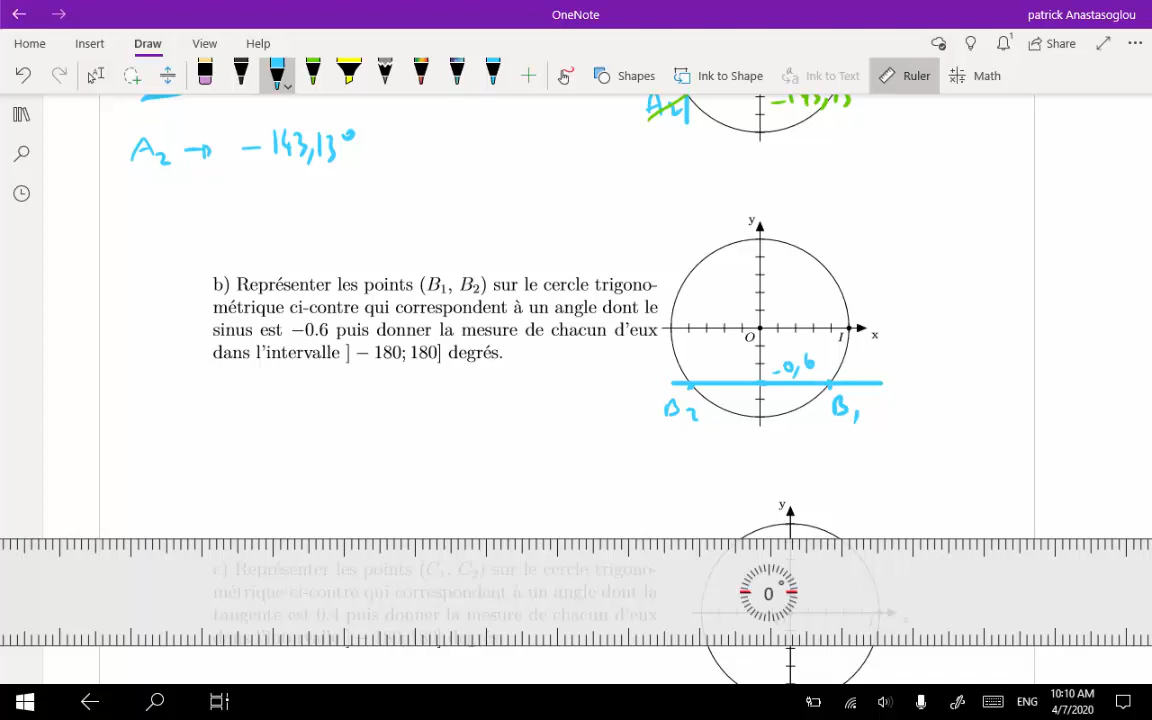 OneNote
patrick Anastasoglou
Home Insert Draw View Help
1 Share
Shapes Ink to Shape Ink to Text Ruler Math
A2 -143,13
A2 → -143,13°
y
b) Représenter les points (B1, B2) sur le cercle trigono-
métrique ci-contre qui correspondent à un angle dont le
sinus est −0.6 puis donner la mesure de chacun d'eux
dans l'intervalle ] − 180; 180] degrés.
O I x
-0,6
B2 B1
y
c) Représenter les points (C1, C2) sur le cercle trigono-
métrique ci-contre qui correspondent à un angle dont la
tangente est 0.4 puis donner la mesure de chacun d'eux
0°
ENG
10:10 AM
4/7/2020